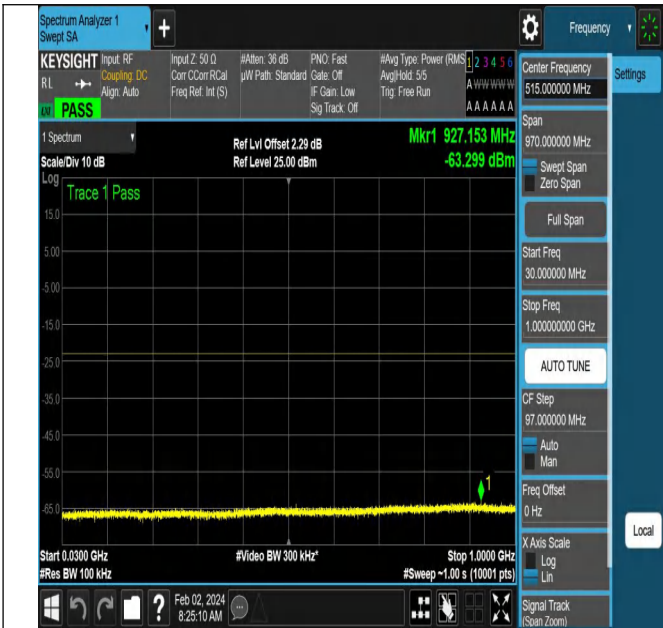 Spectrum Analyzer 1
Swept SA
+
Frequency
KEYSIGHT
Input: RF
Coupling: DC
Align: Auto
Input Z: 50 Ω
Corr CCorr RCal
Freq Ref: Int (S)
#Atten: 36 dB
µW Path: Standard
PNO: Fast
Gate: Off
IF Gain: Low
Sig Track: Off
#Avg Type: Power (RMS
Avg|Hold: 5/5
Trig: Free Run
1 2 3 4 5 6
A W W W W W
A A A A A A
R L
PASS
Center Frequency
515.000000 MHz
Settings
Span
970.000000 MHz
Swept Span
Zero Span
Full Span
Start Freq
30.000000 MHz
Stop Freq
1.000000000 GHz
AUTO TUNE
CF Step
97.000000 MHz
Auto
Man
Freq Offset
0 Hz
X Axis Scale
Log
Lin
Signal Track
(Span Zoom)
Local
1 Spectrum
Scale/Div 10 dB
Log
Ref Lvl Offset 2.29 dB
Ref Level 25.00 dBm
Mkr1 927.153 MHz
-63.299 dBm
Trace 1 Pass
15.0
5.00
-5.00
-15.0
-25.0
-35.0
-45.0
-55.0
-65.0
1
Start 0.0300 GHz
#Res BW 100 kHz
#Video BW 300 kHz*
Stop 1.0000 GHz
#Sweep ~1.00 s (10001 pts)
?
Feb 02, 2024
8:25:10 AM